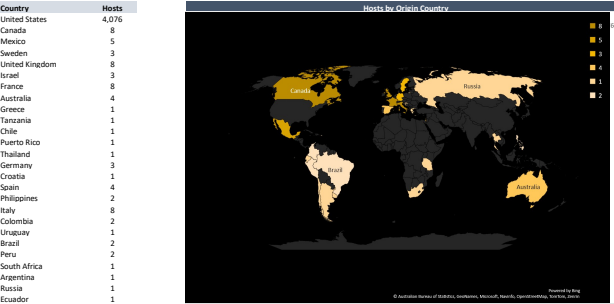 Country Hosts
United States 4,076
Canada 8
Mexico 5
Sweden 3
United Kingdom 8
Israel 3
France 8
Australia 4
Greece 1
Tanzania 1
Chile 1
Puerto Rico 1
Thailand 1
Germany 3
Croatia 1
Spain 4
Philippines 2
Italy 8
Colombia 2
Uruguay 1
Brazil 2
Peru 2
South Africa 1
Argentina 1
Russia 1
Ecuador 1
Hosts by Origin Country
8 6
5
3
4
1
2
Canada
Russia
Brazil
Australia
Powered by Bing
© Australian Bureau of Statistics, GeoNames, Microsoft, Navinfo, OpenStreetMap, TomTom, Zenrin